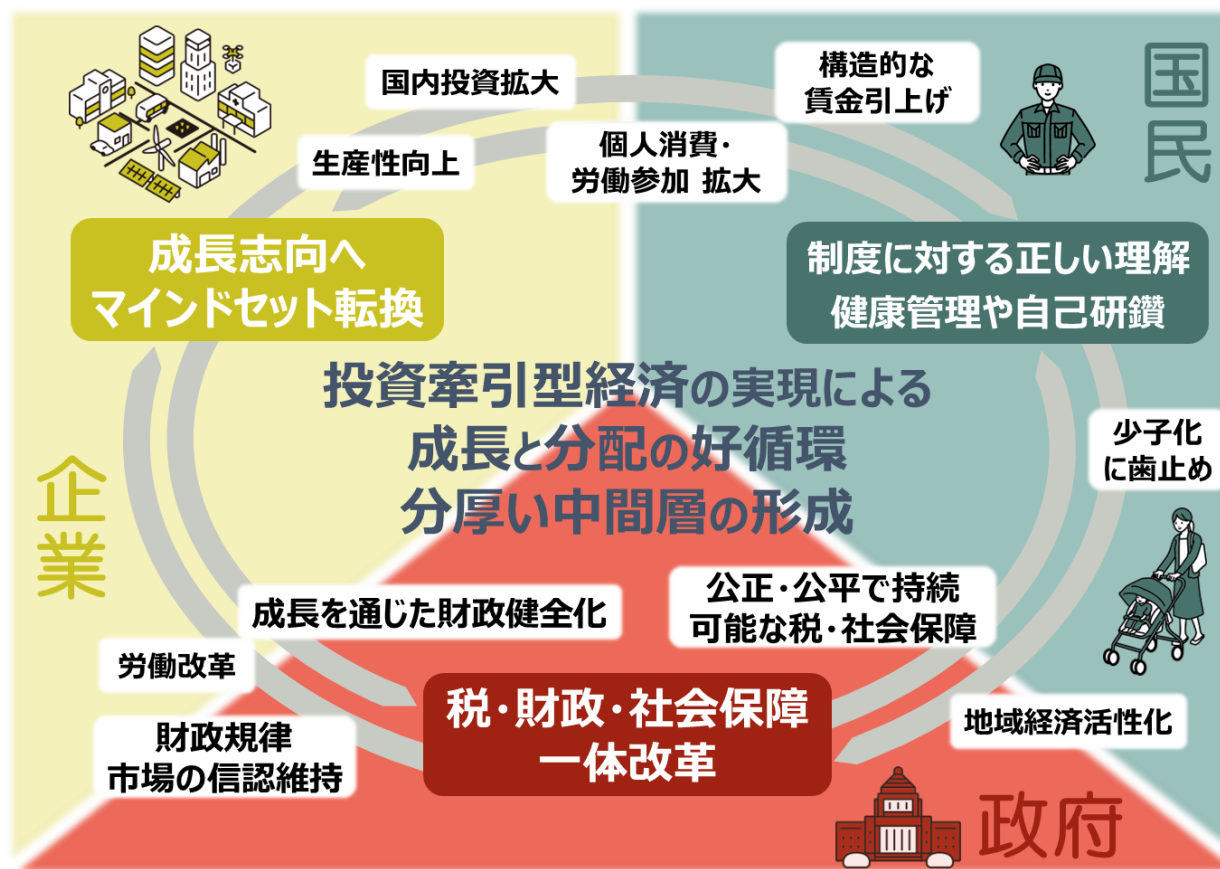 国内投資拡大
生産性向上
構造的な
賃金引上げ
個人消費・
労働参加 拡大
国民
成長志向へ
マインドセット転換
制度に対する正しい理解
健康管理や自己研鑽
投資牽引型経済の実現による
成長と分配の好循環
分厚い中間層の形成
企業
少子化
に歯止め
成長を通じた財政健全化
公正・公平で持続
可能な税・社会保障
労働改革
財政規律
市場の信認維持
税・財政・社会保障
一体改革
地域経済活性化
政府